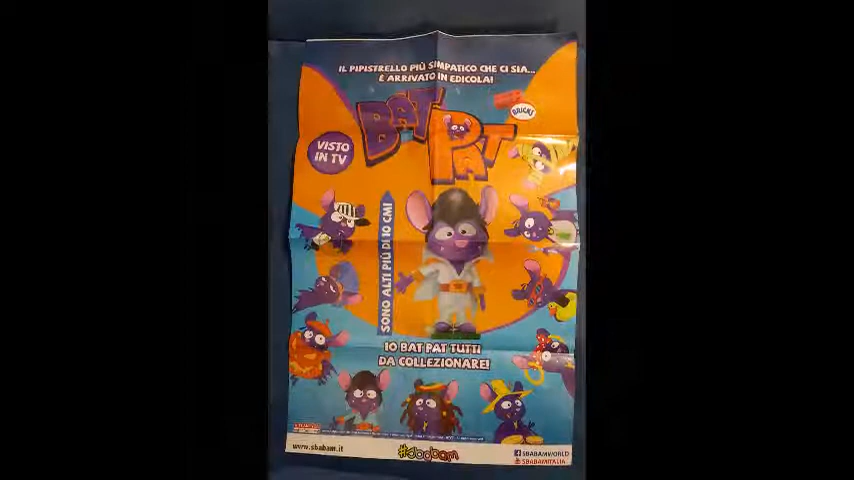 IL PIPISTRELLO PIÙ SIMPATICO CHE CI SIA...
È ARRIVATO IN EDICOLA!
BAT
PAT
BRICKS
VISTO
IN TV
SONO ALTI PIÙ DI 10 CM!
10 BAT PAT TUTTI
DA COLLEZIONARE!
www.sbabam.it
#sbabam
SBABAMWORLD
SBABAMITALIA